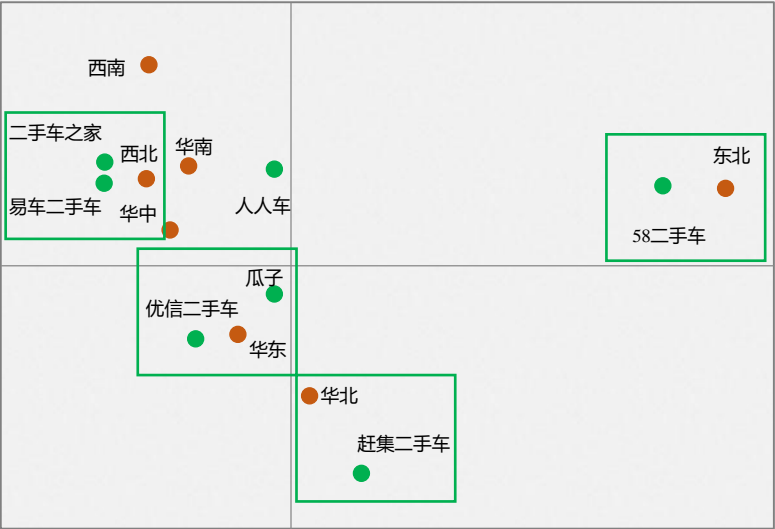 西南
二手车之家
西北
华南
东北
易车二手车
华中
人人车
58二手车
瓜子
优信二手车
华东
华北
赶集二手车